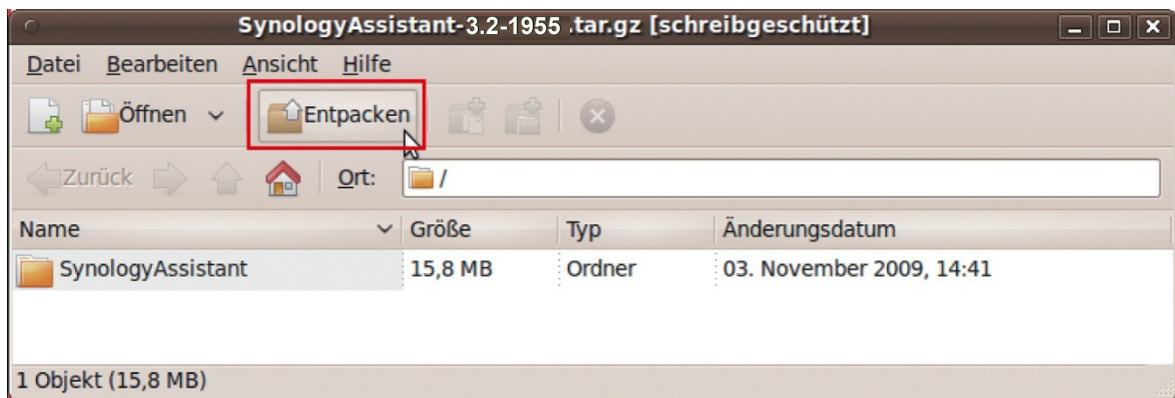 SynologyAssistant-3.2-1955 .tar.gz [schreibgeschützt]
Datei Bearbeiten Ansicht Hilfe
Öffnen Entpacken
Zurück Ort: /
Name Größe Typ Änderungsdatum
SynologyAssistant 15,8 MB Ordner 03. November 2009, 14:41
1 Objekt (15,8 MB)